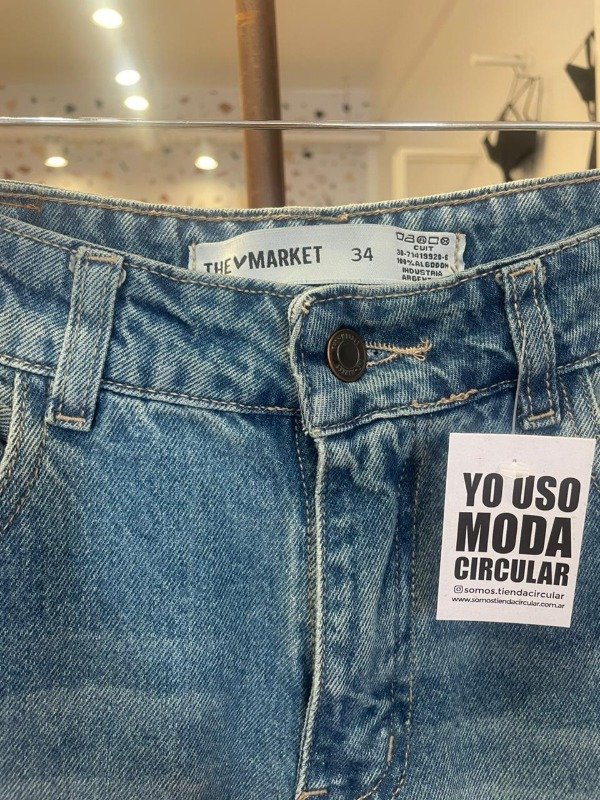 THE MARKET 34
CUIT
100% ALGODON
INDUSTRIA
YO USO
MODA
CIRCULAR
somos.tiendacircular
www.somostiendacircular.com.ar